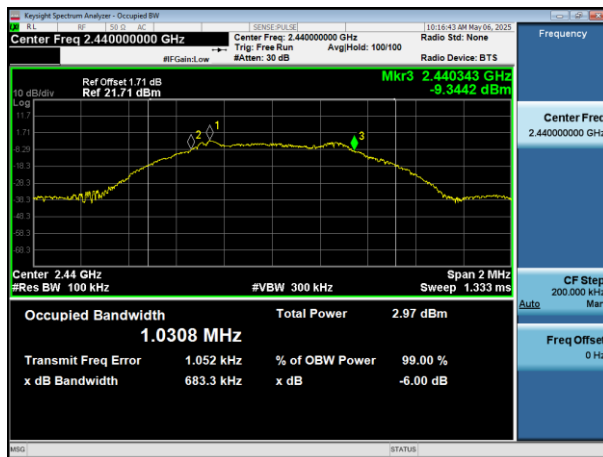 Keysight Spectrum Analyzer - Occupied BW
RL RF 50 Ω AC SENSE:PULSE 10:16:43 AM May 06, 2025
Center Freq 2.440000000 GHz Center Freq: 2.440000000 GHz Radio Std: None
Trig: Free Run Avg|Hold: 100/100
#IFGain:Low #Atten: 30 dB Radio Device: BTS
Frequency
Mkr3 2.440343 GHz
-9.3442 dBm
Ref Offset 1.71 dB
10 dB/div Ref 21.71 dBm
Log
11.7
1.71
-8.29
-18.3
-28.3
-38.3
-48.3
-58.3
-68.3
1
2
3
Center 2.44 GHz Span 2 MHz
#Res BW 100 kHz #VBW 300 kHz Sweep 1.333 ms
Occupied Bandwidth Total Power 2.97 dBm
1.0308 MHz
Transmit Freq Error 1.052 kHz % of OBW Power 99.00 %
x dB Bandwidth 683.3 kHz x dB -6.00 dB
Center Freq
2.440000000 GHz
CF Step
200.000 kHz
Auto Man
Freq Offset
0 Hz
MSG STATUS